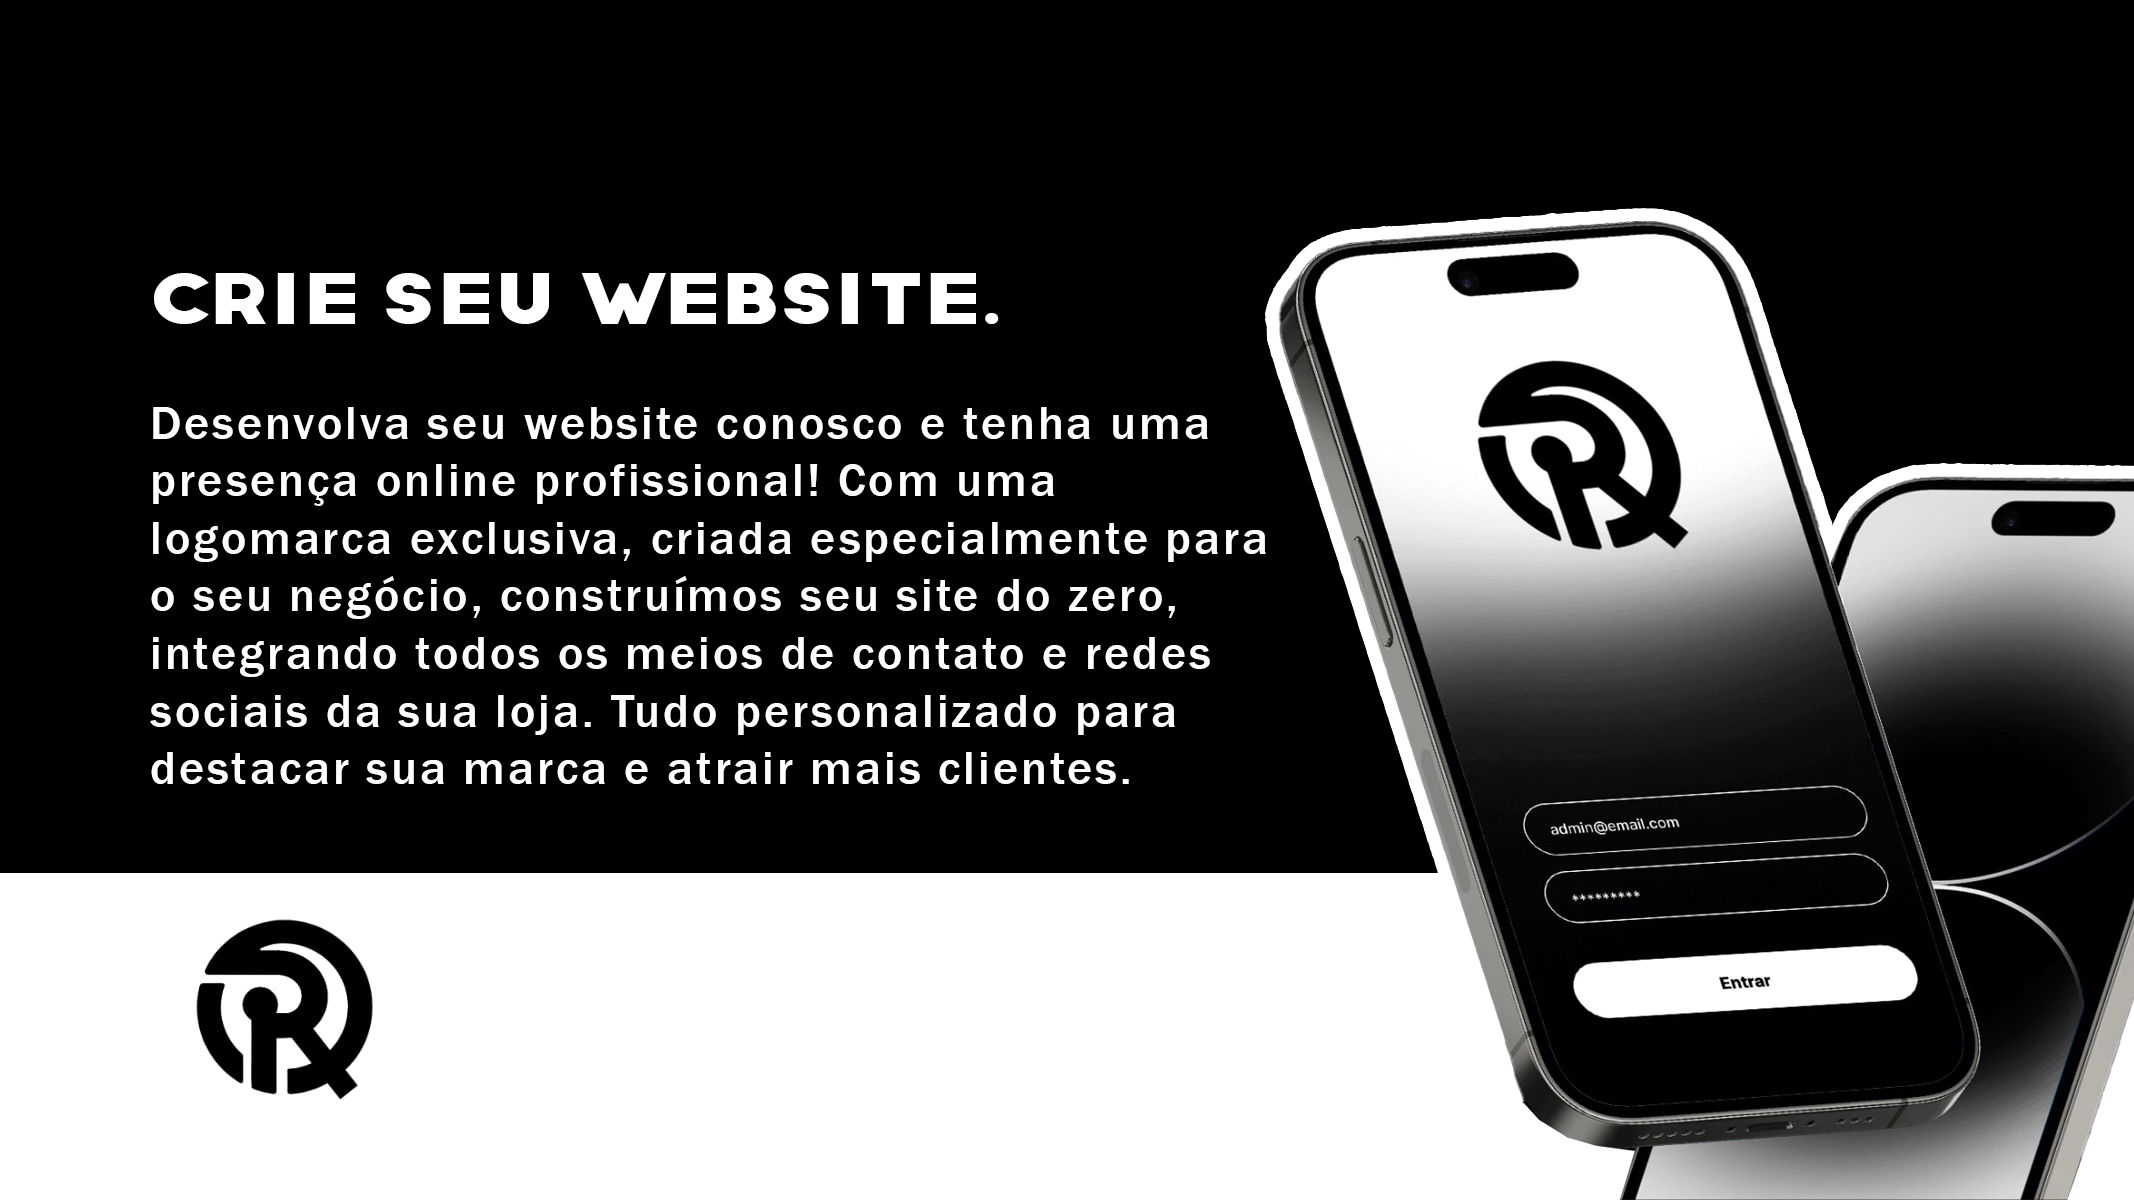 CRIE SEU WEBSITE.
Desenvolva seu website conosco e tenha uma
presença online profissional! Com uma
logomarca exclusiva, criada especialmente para
o seu negócio, construímos seu site do zero,
integrando todos os meios de contato e redes
sociais da sua loja. Tudo personalizado para
destacar sua marca e atrair mais clientes.
admin@email.com
*********
Entrar